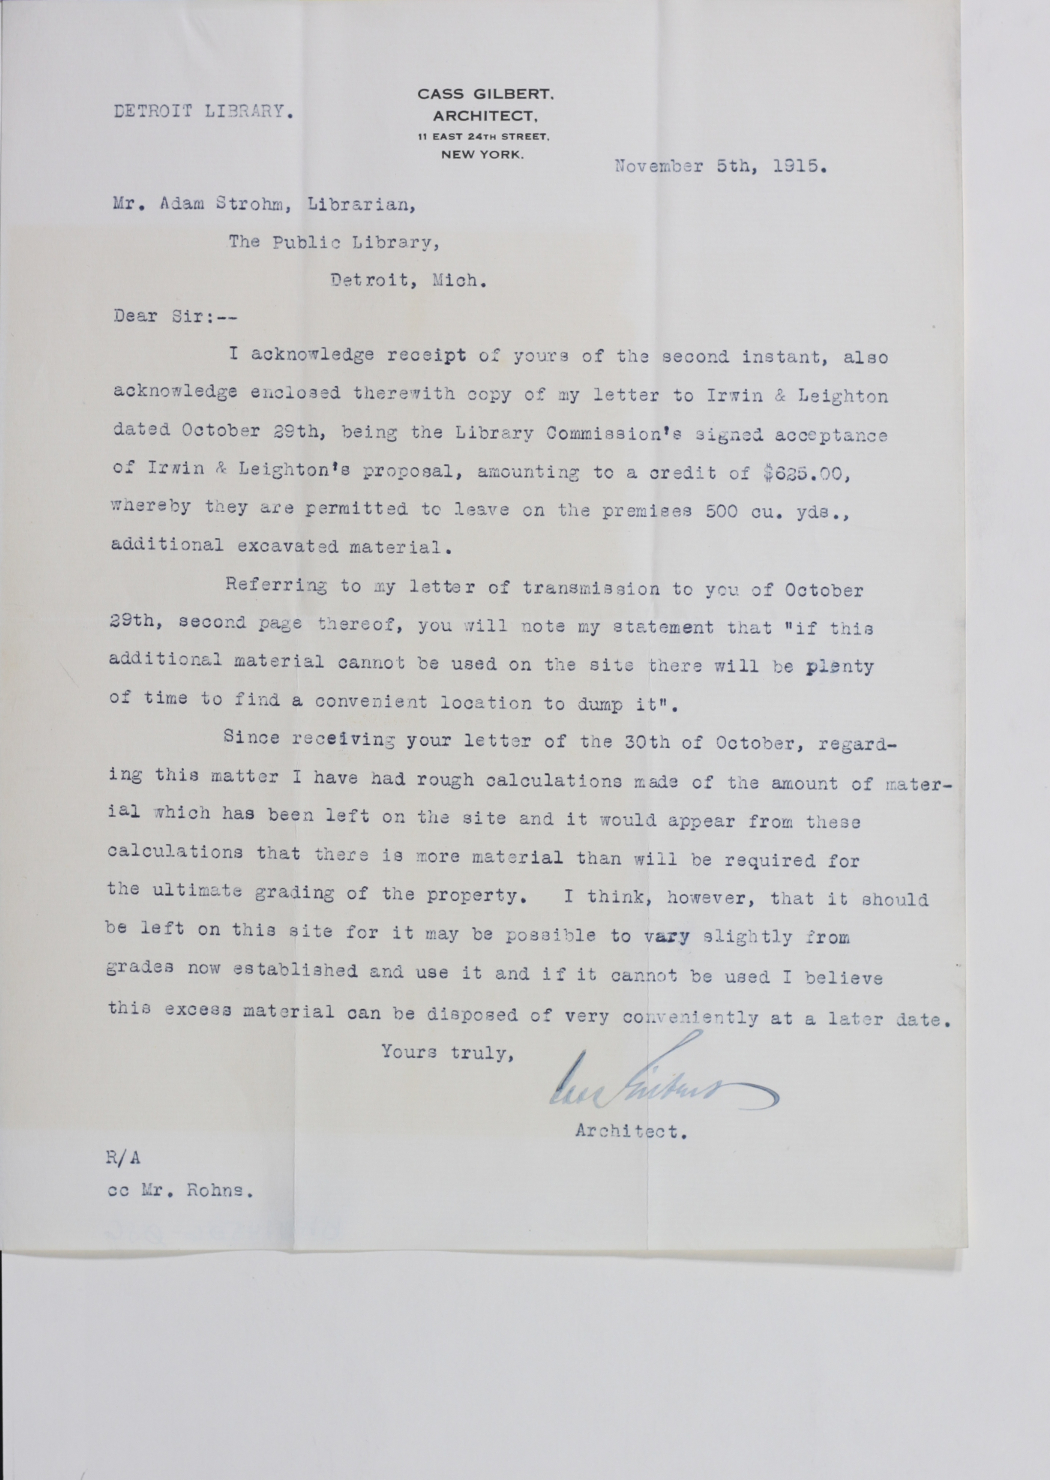 DETROIT LIBRARY.
CASS GILBERT,
ARCHITECT,
11 EAST 24TH STREET,
NEW YORK.
November 5th, 1915.
Mr. Adam Strohm, Librarian,
The Public Library,
Detroit, Mich.
Dear Sir:--
I acknowledge receipt of yours of the second instant, also
acknowledge enclosed therewith copy of my letter to Irwin & Leighton
dated October 29th, being the Library Commission's signed acceptance
of Irwin & Leighton's proposal, amounting to a credit of $625.00,
whereby they are permitted to leave on the premises 500 cu. yds.,
additional excavated material.
Referring to my letter of transmission to you of October
29th, second page thereof, you will note my statement that "if this
additional material cannot be used on the site there will be plenty
of time to find a convenient location to dump it".
Since receiving your letter of the 30th of October, regard-
ing this matter I have had rough calculations made of the amount of mater-
ial which has been left on the site and it would appear from these
calculations that there is more material than will be required for
the ultimate grading of the property. I think, however, that it should
be left on this site for it may be possible to vary slightly from
grades now established and use it and if it cannot be used I believe
this excess material can be disposed of very conveniently at a later date.
Yours truly,
Cass Gilbert
Architect.
R/A
cc Mr. Rohns.